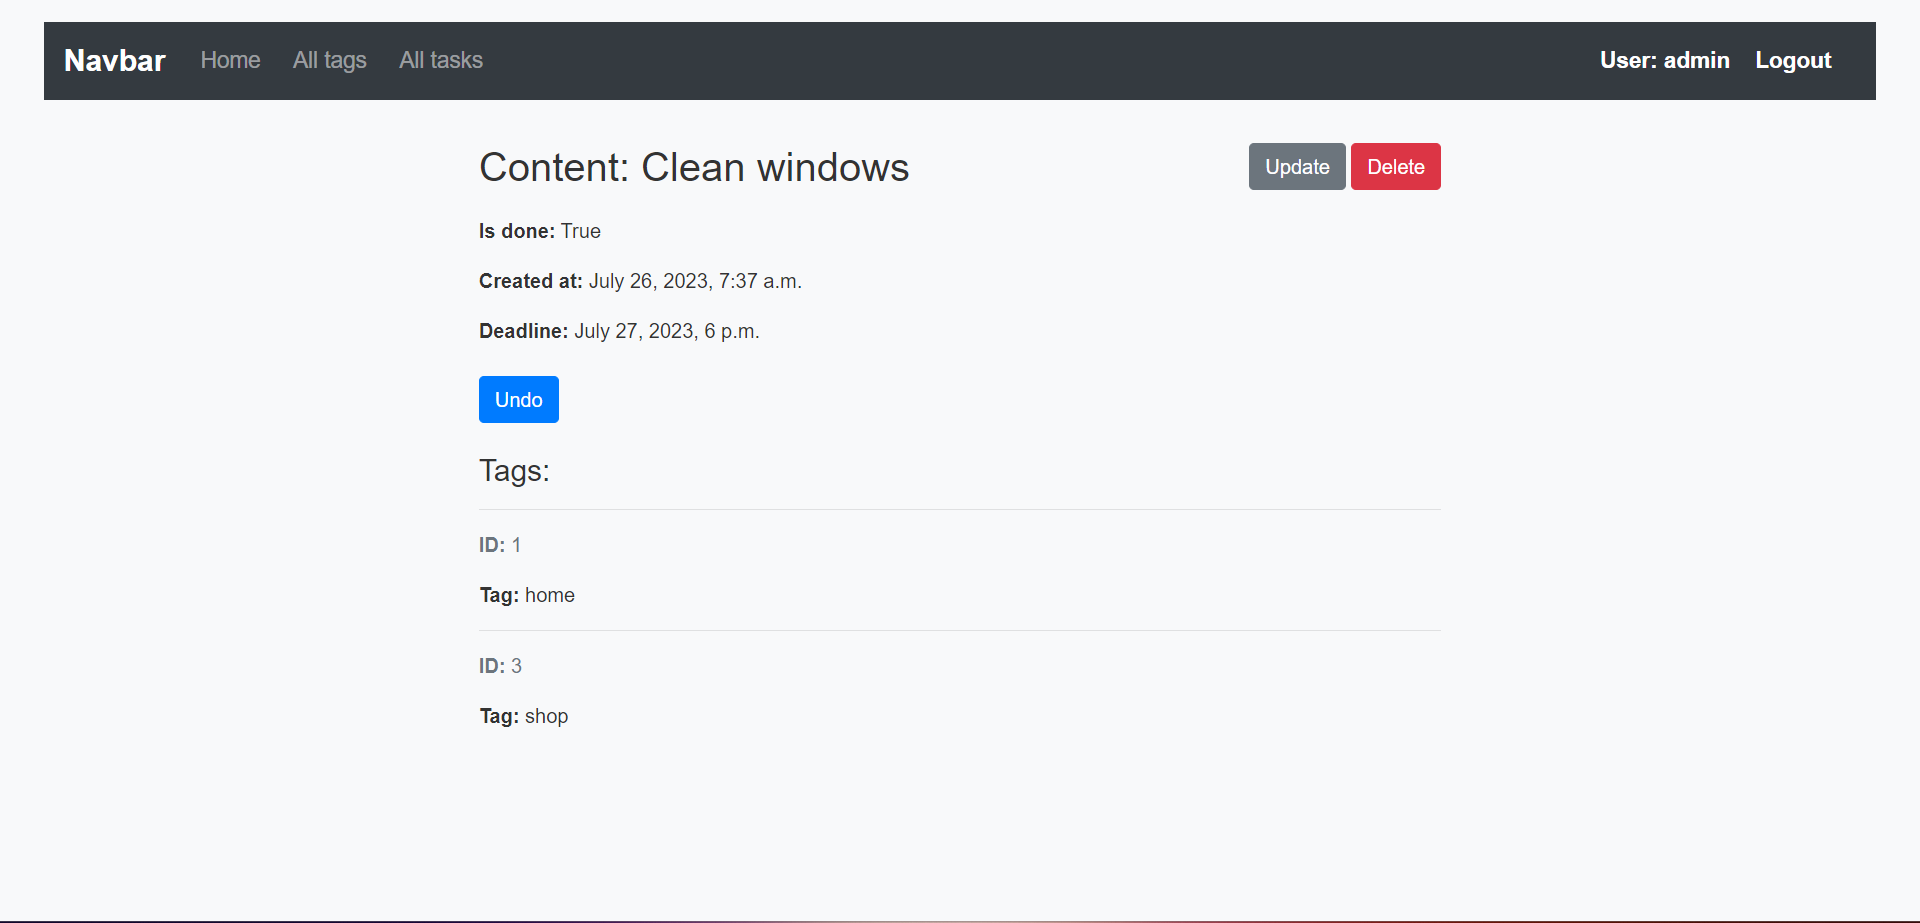 Navbar Home All tags All tasks User: admin Logout
Content: Clean windows Update Delete
Is done: True
Created at: July 26, 2023, 7:37 a.m.
Deadline: July 27, 2023, 6 p.m.
Undo
Tags:
ID: 1
Tag: home
ID: 3
Tag: shop